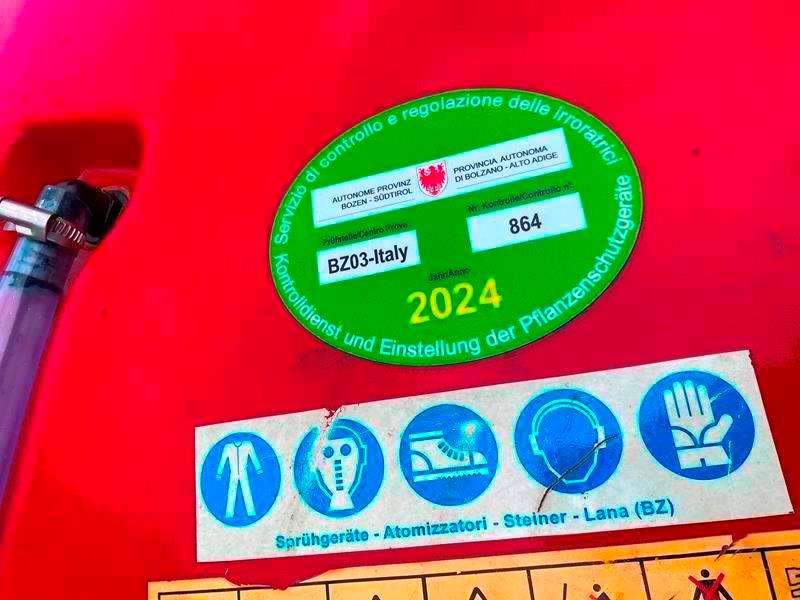 Servizio di controllo e regolazione delle irroratrici
AUTONOME PROVINZ
BOZEN - SÜDTIROL
PROVINCIA AUTONOMA
DI BOLZANO - ALTO ADIGE
Prüfstelle/Centro Prova
BZ03-Italy
Nr. Kontrolle/Controllo n°
864
Jahr/Anno
2024
Kontrolldienst und Einstellung der Pflanzenschutzgeräte
Sprühgeräte - Atomizzatori - Steiner - Lana (BZ)